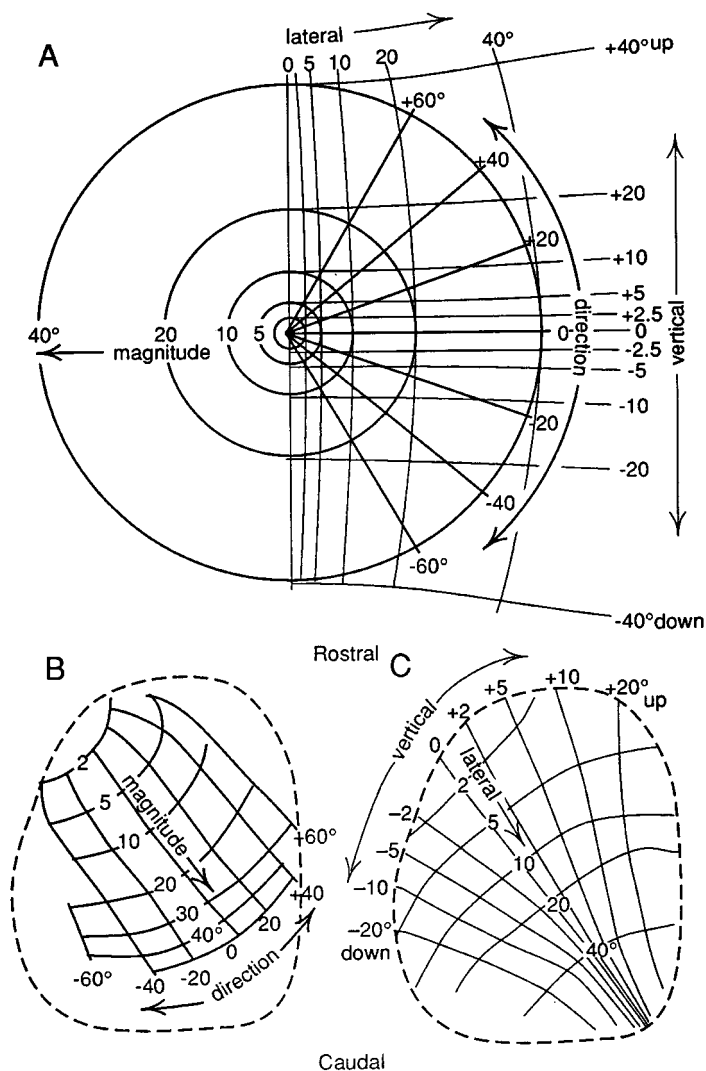 A
lateral
0 5 10 20 40° +40° up
+60°
+40
+20
+20
+10
+5
+2.5
0
-2.5
-5
-10
-20
-40° down
40° 20 10 5
magnitude
0
direction
vertical
-20
-40
-60°
Rostral
B
2
5
10
20
30
40°
magnitude
+60°
+40
20
0
-20
-40
-60°
direction
C
vertical
lateral
0 +2 +5 +10 +20° up
-2
-5
-10
-20°
down
2
5
10
20
40°
Caudal